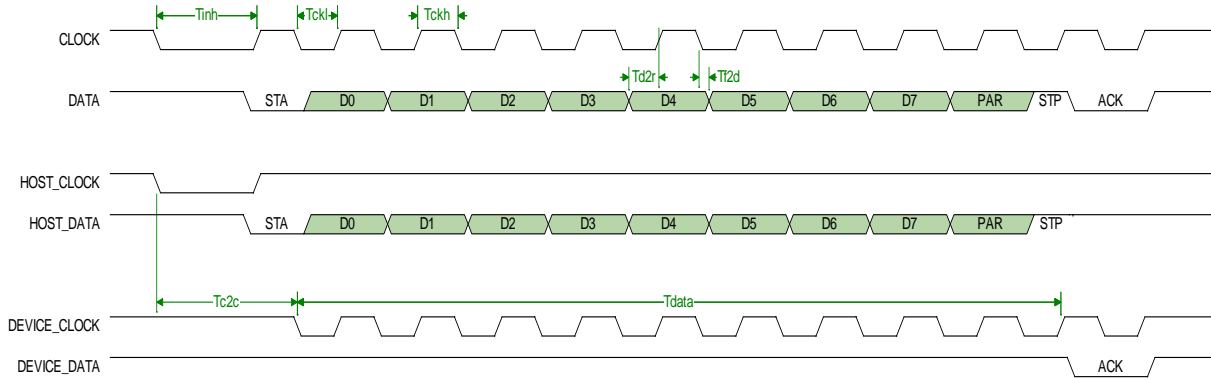 Tinh Tckl Tckh
CLOCK
Td2r Tf2d
DATA STA D0 D1 D2 D3 D4 D5 D6 D7 PAR STP ACK
HOST_CLOCK
HOST_DATA STA D0 D1 D2 D3 D4 D5 D6 D7 PAR STP
Tc2c Tdata
DEVICE_CLOCK
DEVICE_DATA ACK